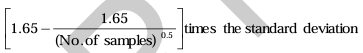 [1.65 − 1.65 / (No. of samples)^0.5] times the standard deviation